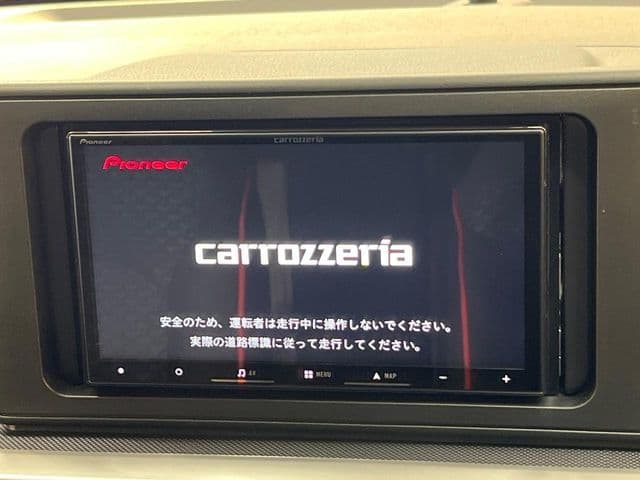 Pioneer carrozzeria
Pioneer
carrozzeria
安全のため、運転者は走行中に操作しないでください。
実際の道路標識に従って走行してください。
AV MENU MAP - +